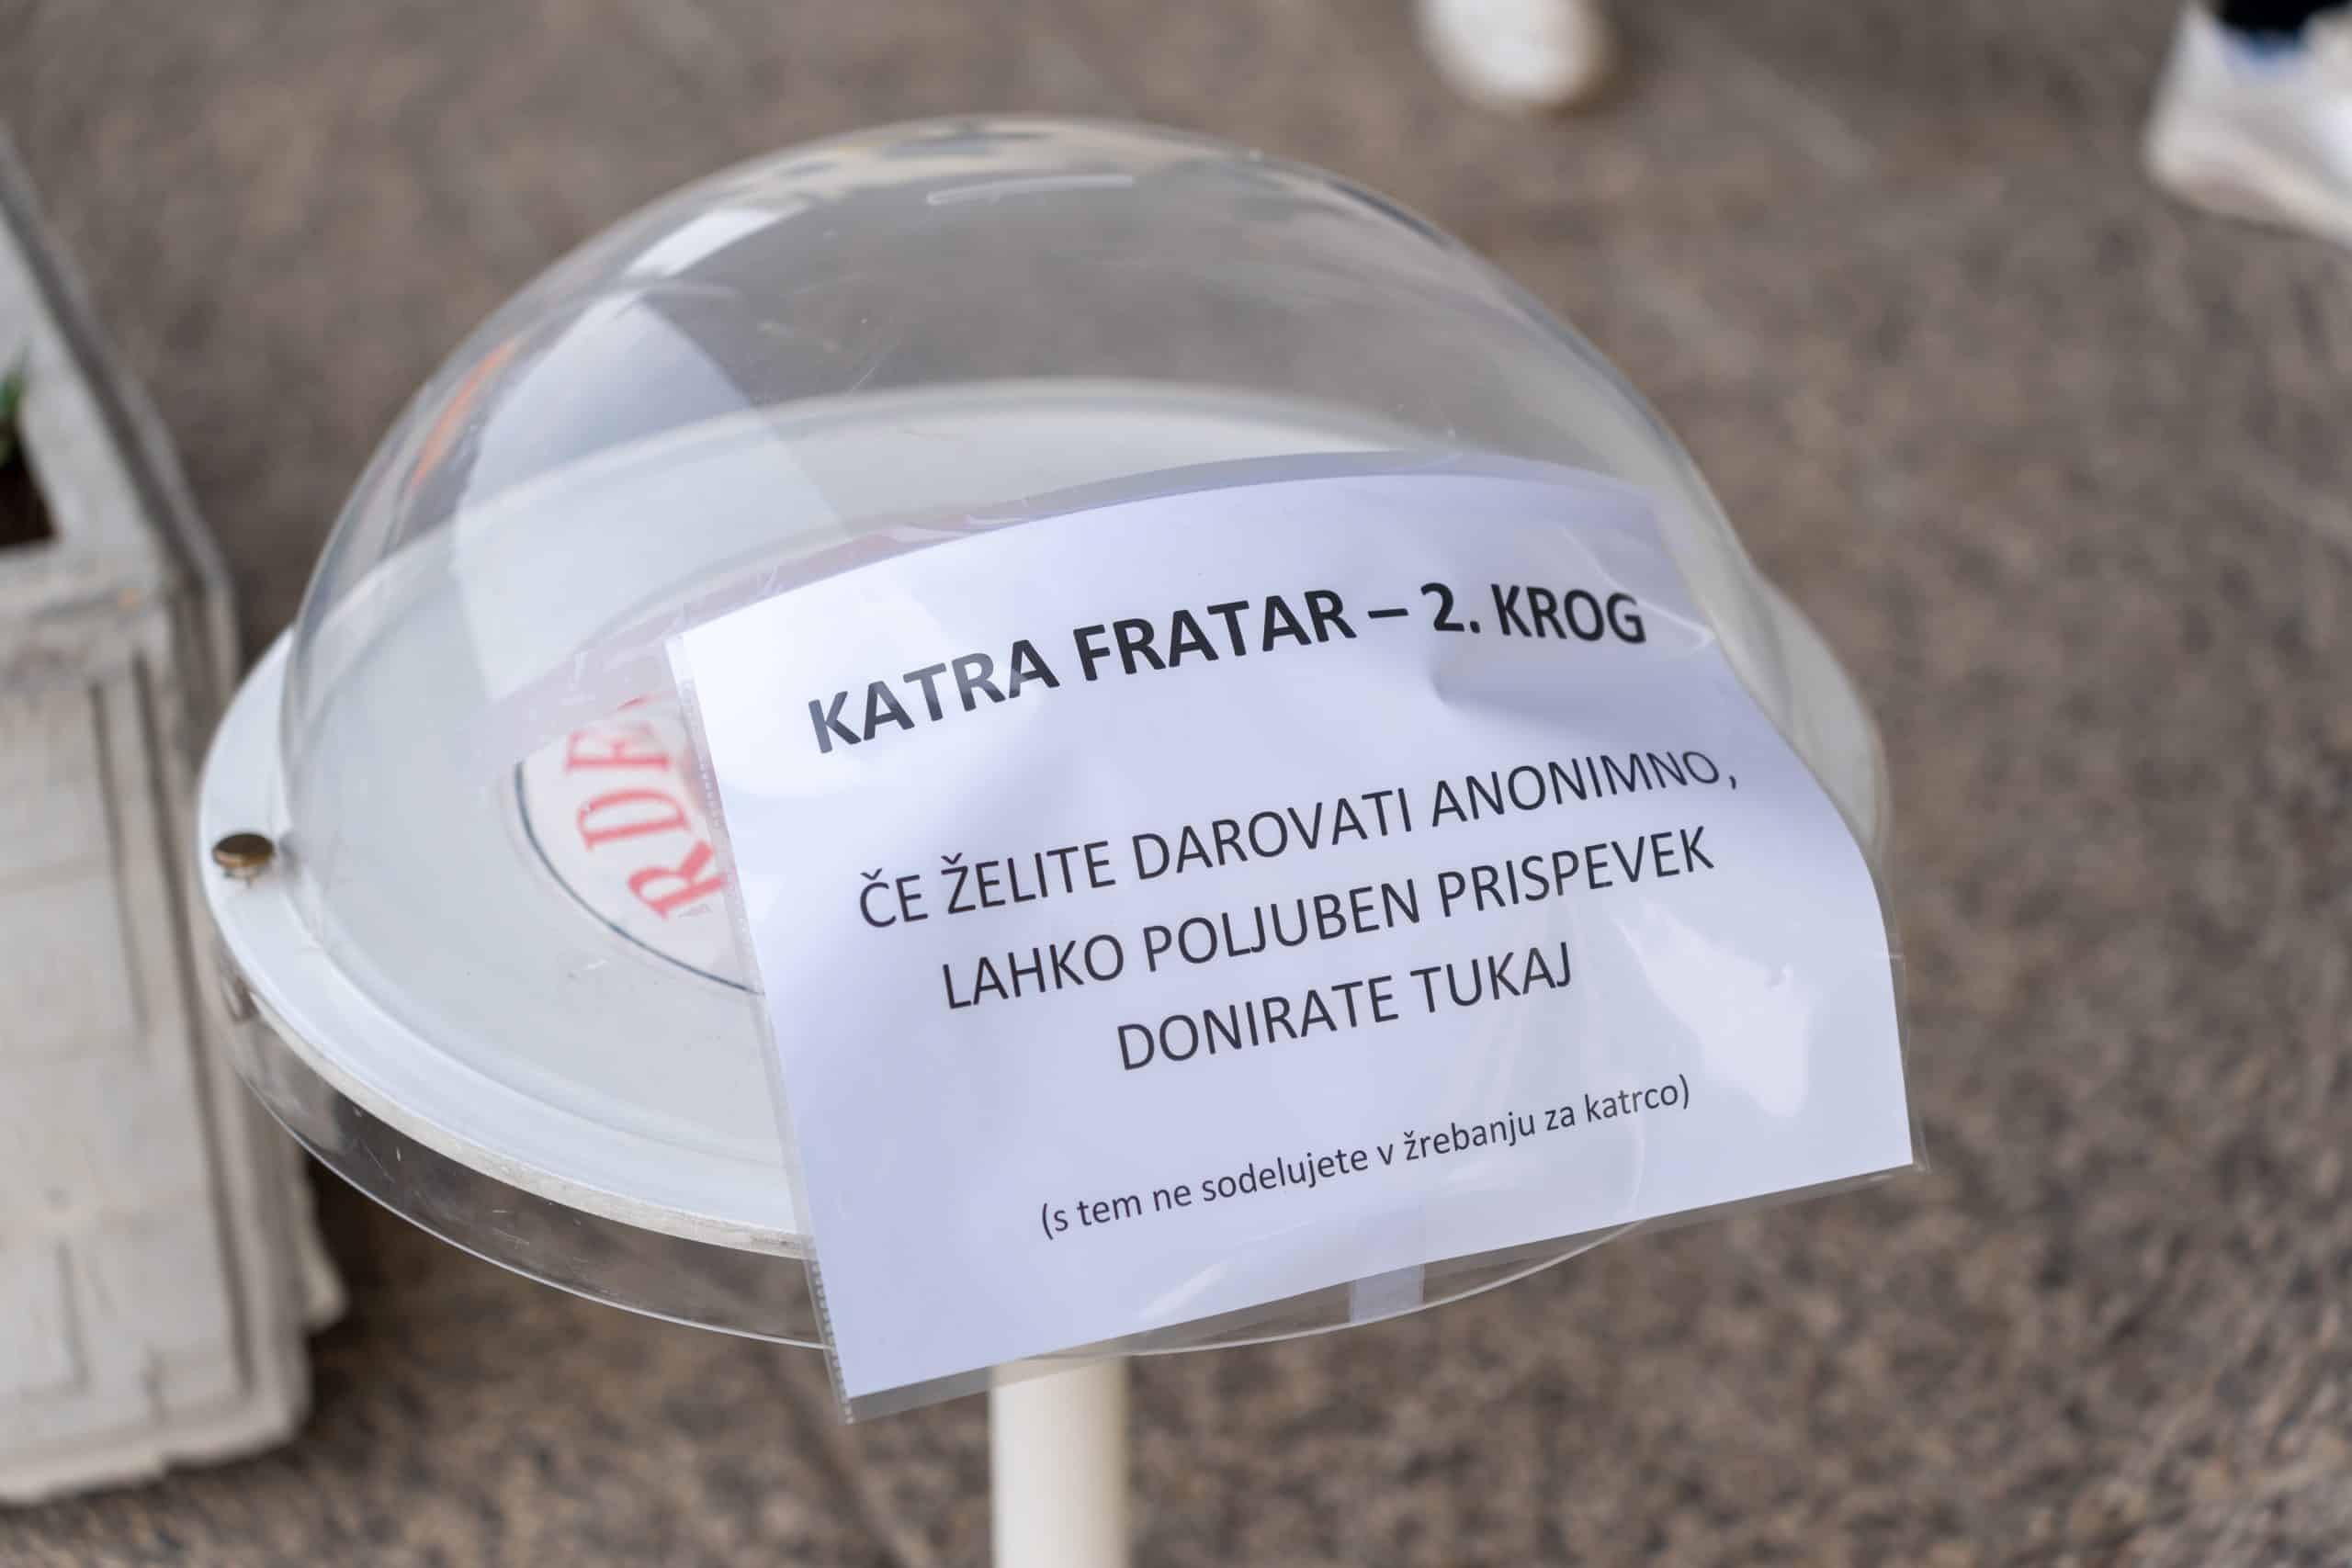 KATRA FRATAR – 2. KROG
ČE ŽELITE DAROVATI ANONIMNO,
LAHKO POLJUBEN PRISPEVEK
DONIRATE TUKAJ
(s tem ne sodelujete v žrebanju za katrco)